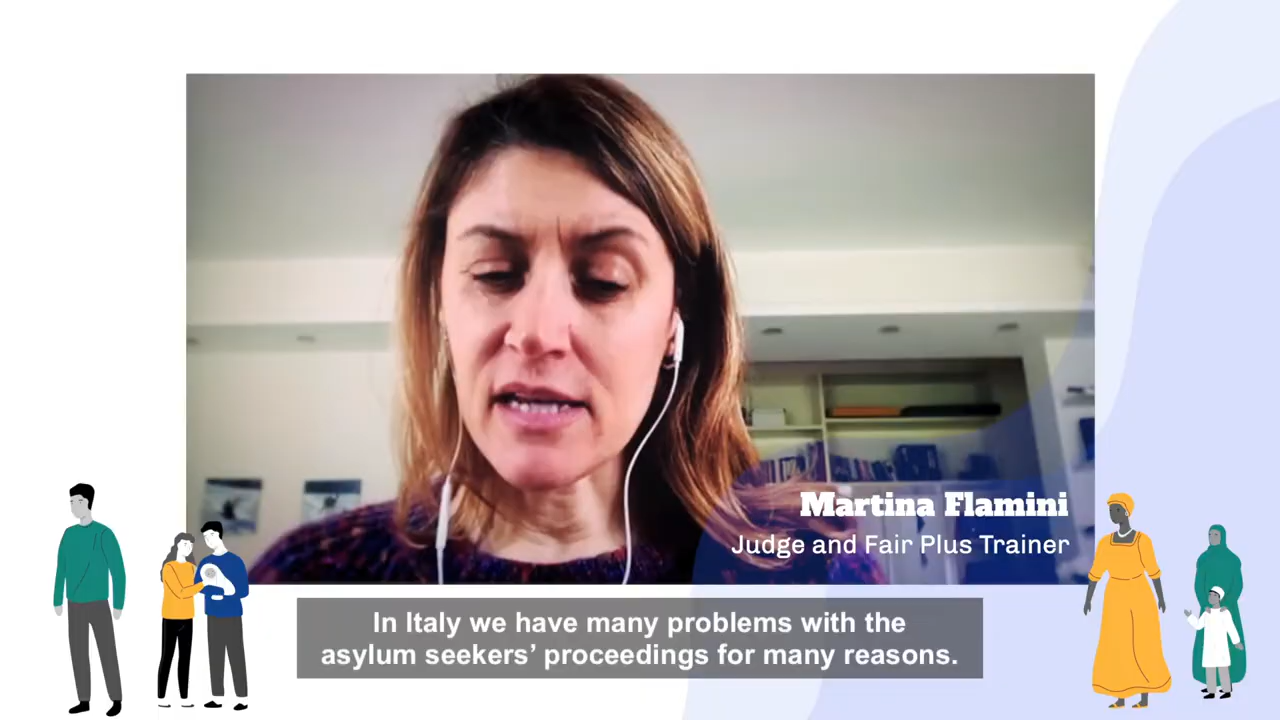 Martina Flamini
Judge and Fair Plus Trainer
In Italy we have many problems with the
asylum seekers’ proceedings for many reasons.